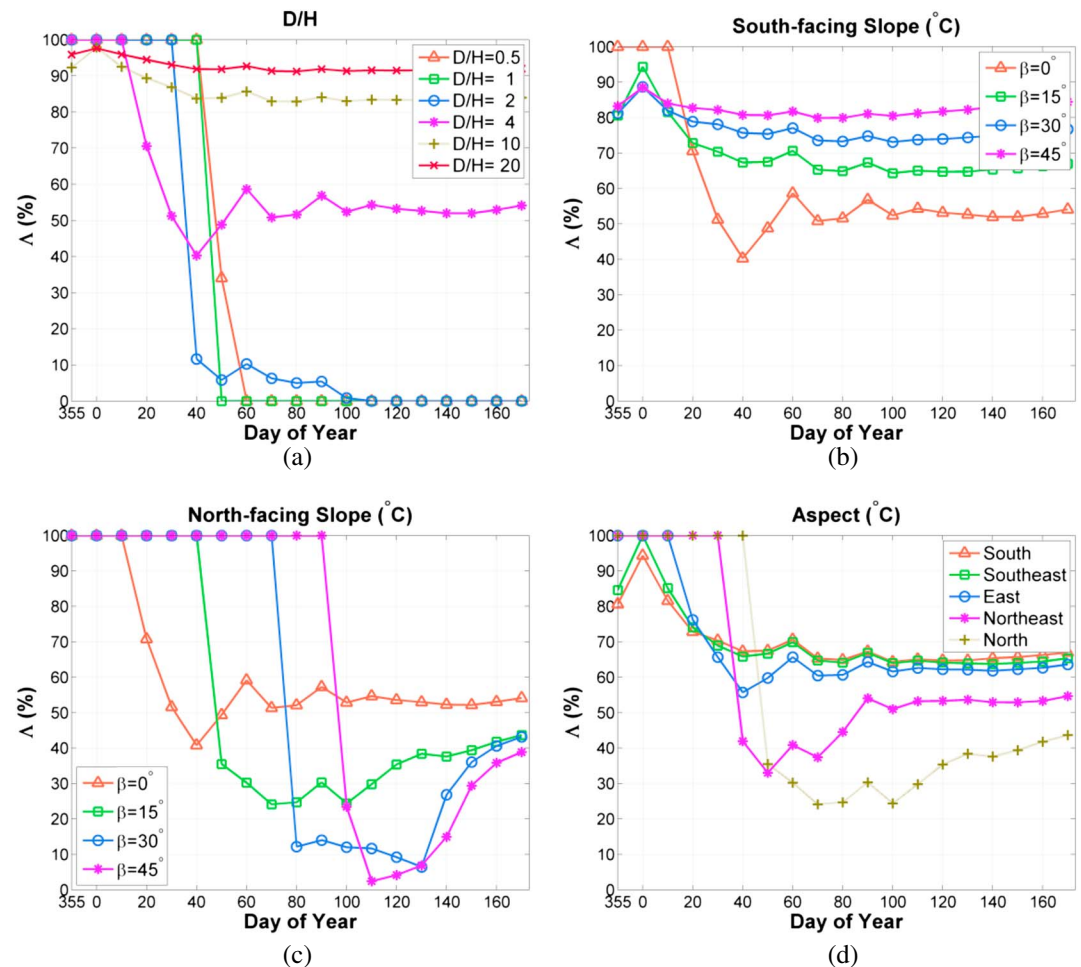 D/H
100
90
80
70
60
50
40
30
20
10
0
Λ (%)
D/H=0.5
D/H= 1
D/H= 2
D/H= 4
D/H= 10
D/H= 20
355 0 20 40 60 80 100 120 140 160
Day of Year
(a)
South-facing Slope (°C)
100
90
80
70
60
50
40
30
20
10
0
Λ (%)
β=0°
β=15°
β=30°
β=45°
355 0 20 40 60 80 100 120 140 160
Day of Year
(b)
North-facing Slope (°C)
100
90
80
70
60
50
40
30
20
10
0
Λ (%)
β=0°
β=15°
β=30°
β=45°
355 0 20 40 60 80 100 120 140 160
Day of Year
(c)
Aspect (°C)
100
90
80
70
60
50
40
30
20
10
0
Λ (%)
South
Southeast
East
Northeast
North
355 0 20 40 60 80 100 120 140 160
Day of Year
(d)